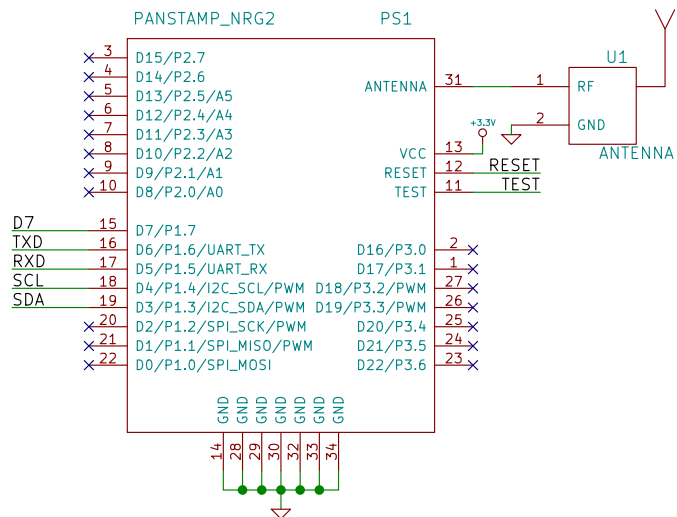 PANSTAMP_NRG2 PS1
U1
3 D15/P2.7
4 D14/P2.6
5 D13/P2.5/A5
6 D12/P2.4/A4
7 D11/P2.3/A3
8 D10/P2.2/A2
9 D9/P2.1/A1
10 D8/P2.0/A0
ANTENNA 31
1 RF
2 GND
ANTENNA
+3.3V
VCC 13
RESET 12 RESET
TEST 11 TEST
D7 15 D7/P1.7
TXD 16 D6/P1.6/UART_TX
RXD 17 D5/P1.5/UART_RX
SCL 18 D4/P1.4/I2C_SCL/PWM
SDA 19 D3/P1.3/I2C_SDA/PWM
20 D2/P1.2/SPI_SCK/PWM
21 D1/P1.1/SPI_MISO/PWM
22 D0/P1.0/SPI_MOSI
D16/P3.0 2
D17/P3.1 1
D18/P3.2/PWM 27
D19/P3.3/PWM 26
D20/P3.4 25
D21/P3.5 24
D22/P3.6 23
GND GND GND GND GND GND GND
14 28 29 30 32 33 34